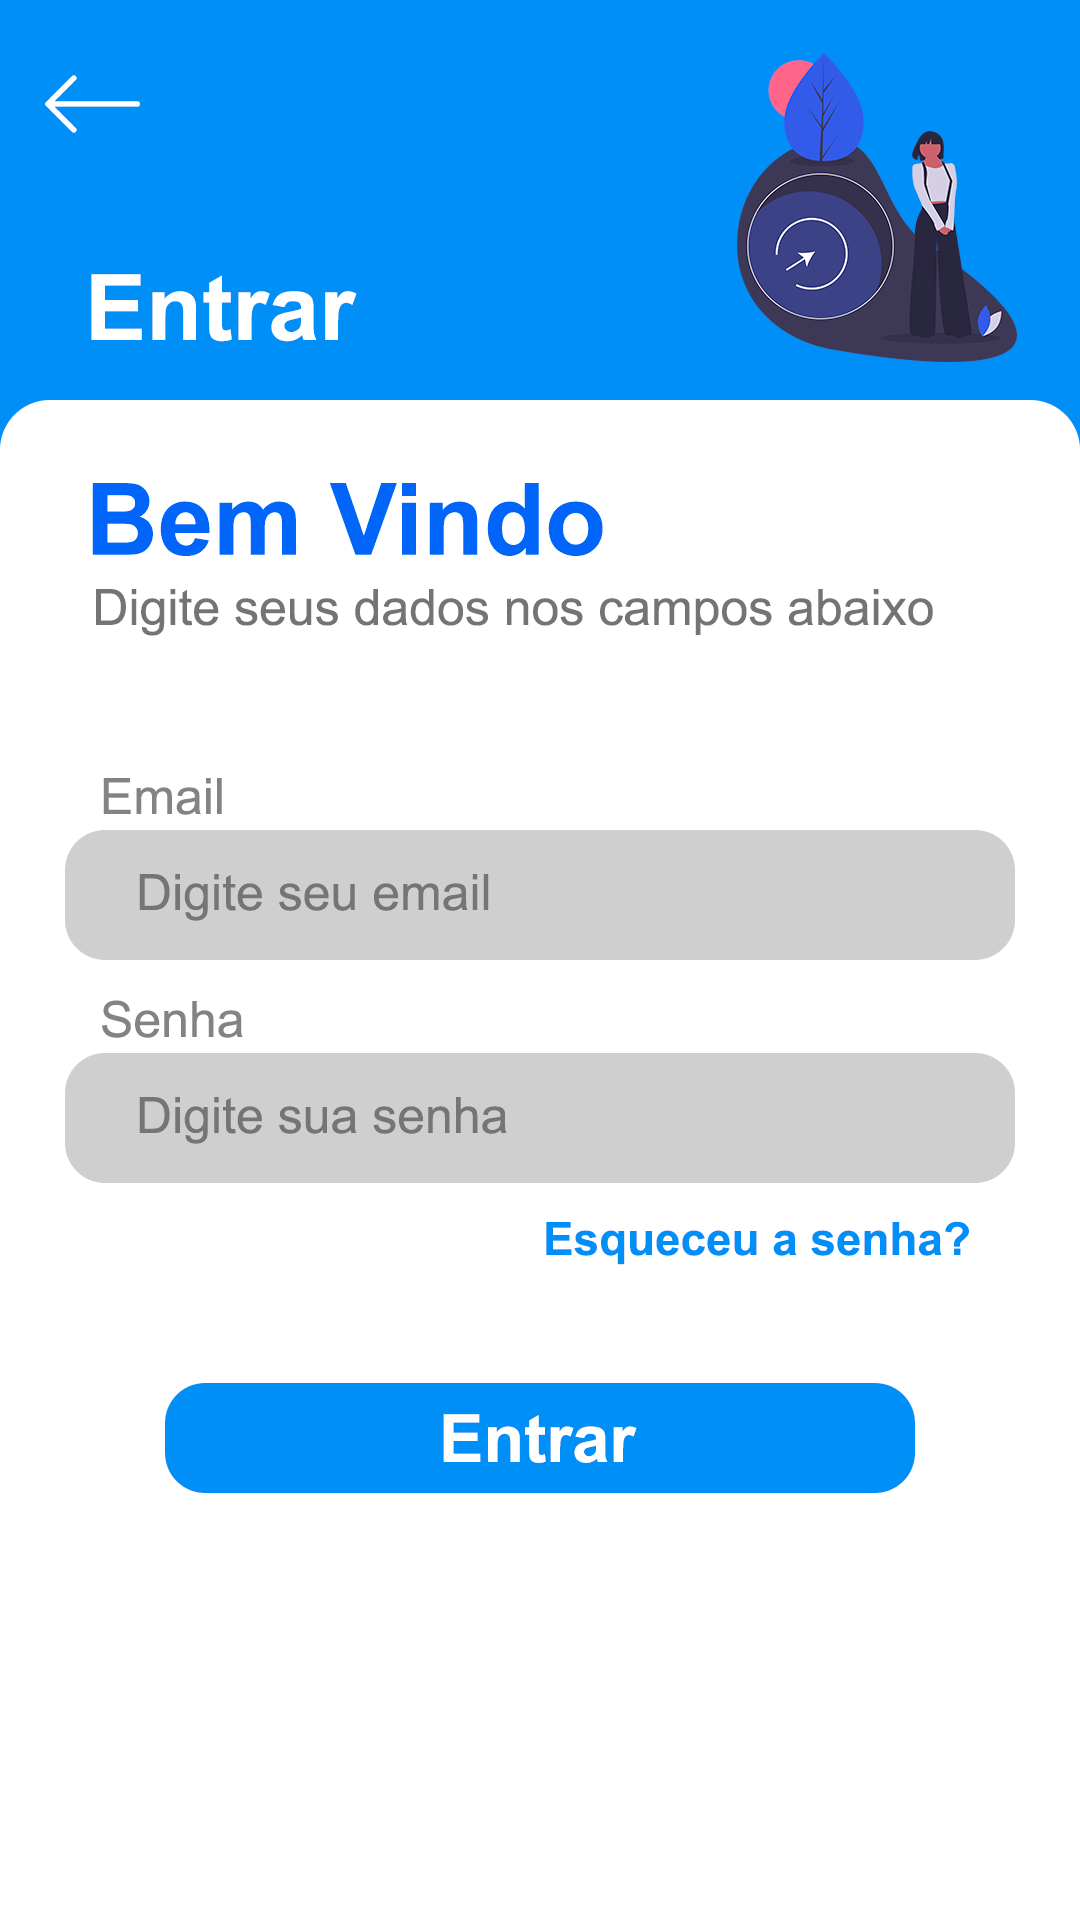 Entrar
Bem Vindo
Digite seus dados nos campos abaixo
Email
Digite seu email
Senha
Digite sua senha
Esqueceu a senha?
Entrar